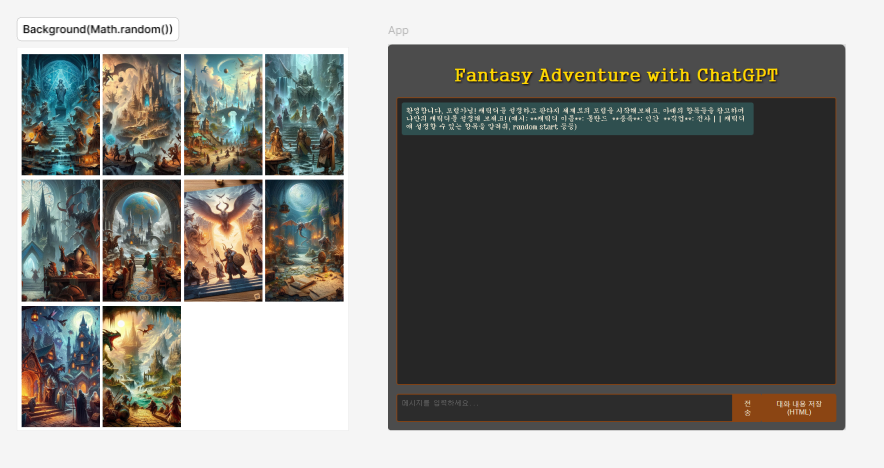 Background(Math.random())
App
Fantasy Adventure with ChatGPT
환영합니다, 모험가님! 캐릭터를 설정하고 판타지 세계로의 모험을 시작해보세요. 아래의 항목들을 참고하여
나만의 캐릭터를 설정해 보세요! (예시: **캐릭터 이름**: 홍탄드 **종족**: 인간 **직업**: 전사 | | 캐릭터
에 설정할 수 있는 항목을 알려줘, random start 등등)
메시지를 입력하세요...
전
송
대화 내용 저장
(HTML)